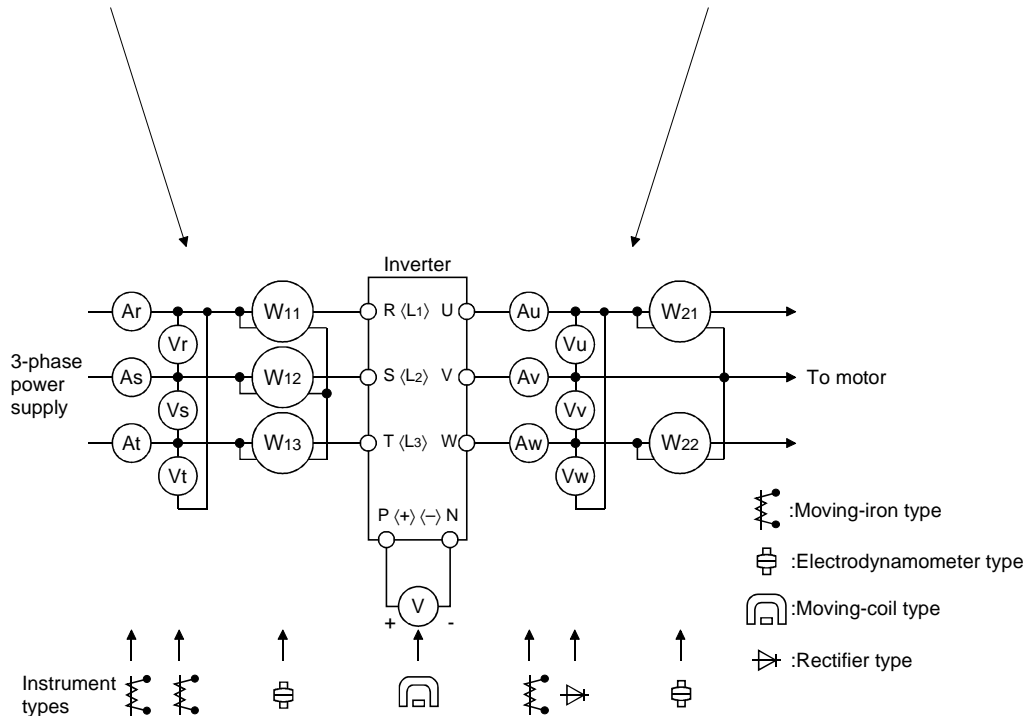 Inverter
Ar W11 R ⟨L1⟩ U Au W21
Vr Vu
3-phase
power
supply
As W12 S ⟨L2⟩ V Av To motor
Vs Vv
At W13 T ⟨L3⟩ W Aw W22
Vt Vw
P ⟨+⟩ ⟨−⟩ N
V
+ -
:Moving-iron type
:Electrodynamometer type
:Moving-coil type
:Rectifier type
Instrument
types